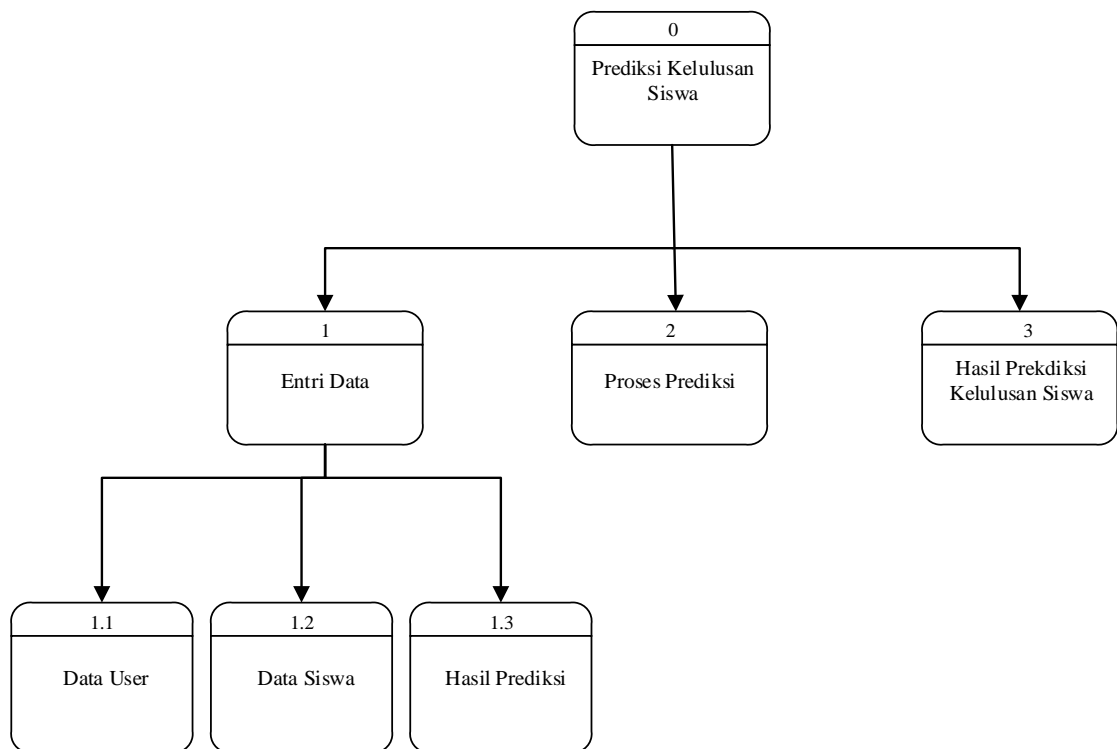 0
Prediksi Kelulusan
Siswa
1
Entri Data
2
Proses Prediksi
3
Hasil Prekdiksi
Kelulusan Siswa
1.1
Data User
1.2
Data Siswa
1.3
Hasil Prediksi